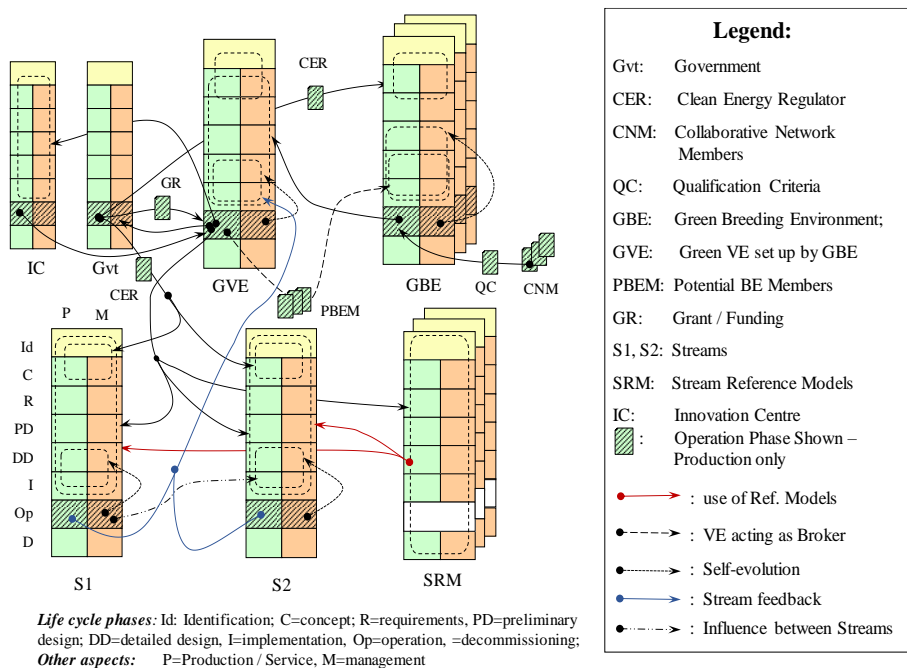 CER
GR
IC
Gvt
GVE
GBE
QC
CNM
CER
PBEM
P M
Id
C
R
PD
DD
I
Op
D
S1
S2
SRM
Life cycle phases: Id: Identification; C=concept; R=requirements, PD=preliminary
design; DD=detailed design, I=implementation, Op=operation, =decommissioning;
Other aspects: P=Production / Service, M=management
Legend:
Gvt: Government
CER: Clean Energy Regulator
CNM: Collaborative Network
Members
QC: Qualification Criteria
GBE: Green Breeding Environment;
GVE: Green VE set up by GBE
PBEM: Potential BE Members
GR: Grant / Funding
S1, S2: Streams
SRM: Stream Reference Models
IC: Innovation Centre
: Operation Phase Shown –
Production only
: use of Ref. Models
: VE acting as Broker
: Self-evolution
: Stream feedback
: Influence between Streams